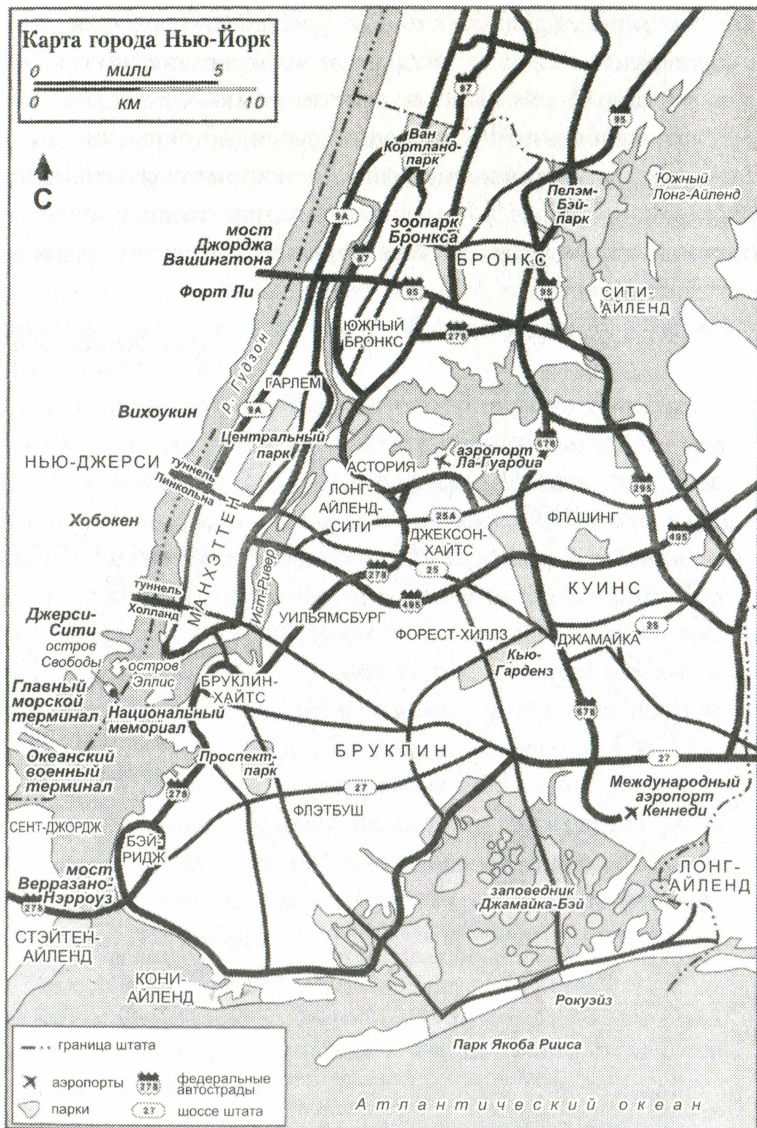 Карта города Нью-Йорк
0 мили 5
0 км 10
С
87
95
Ван
Кортланд-
парк
Пелэм-
Бэй-
парк
Южный
Лонг-Айленд
9A
зоопарк
Бронкса
мост
Джорджа
Вашингтона
87
БРОНКС
Форт Ли
95
95
СИТИ-
АЙЛЕНД
ЮЖНЫЙ
БРОНКС
278
р. Гудзон
ГАРЛЕМ
Вихоукин
9A
Центральный
парк
678
аэропорт
Ла-Гуардиа
АСТОРИЯ
НЬЮ-ДЖЕРСИ
туннель
Линкольна
295
ЛОНГ-
АЙЛЕНД-
СИТИ
25A
ФЛАШИНГ
Хобокен
ДЖЕКСОН-
ХАЙТС
495
МАНХЭТТЕН
Ист-Ривер
278
25
КУИНС
туннель
Холланд
495
УИЛЬЯМСБУРГ
25
Джерси-
Сити
ФОРЕСТ-ХИЛЛЗ
ДЖАМАЙКА
остров
Свободы
остров
Эллис
БРУКЛИН-
ХАЙТС
Кью-
Гарденз
Главный
морской
терминал
Национальный
мемориал
678
Океанский
военный
терминал
Проспект-
парк
БРУКЛИН
27
278
27
Международный
аэропорт
Кеннеди
СЕНТ-ДЖОРДЖ
ФЛЭТБУШ
БЭЙ-
РИДЖ
мост
Верразано-
Нэрроуз
ЛОНГ-
АЙЛЕНД
заповедник
Джамайка-Бэй
278
СТЭЙТЕН-
АЙЛЕНД
КОНИ-
АЙЛЕНД
Рокуэйз
Парк Якоба Рииса
граница штата
аэропорты
278 федеральные
автострады
парки
27 шоссе штата
Атлантический океан